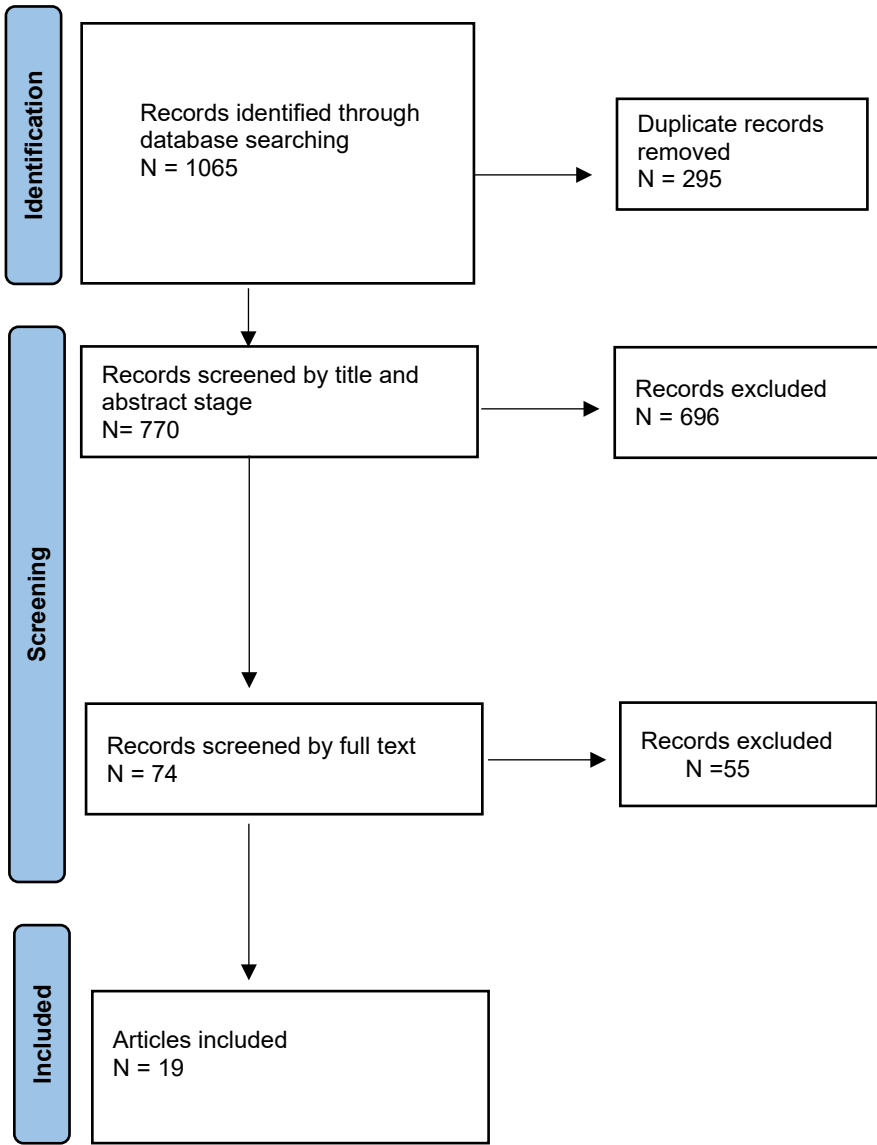 Identification
Records identified through
database searching
N = 1065
Duplicate records
removed
N = 295
Screening
Records screened by title and
abstract stage
N= 770
Records excluded
N = 696
Records screened by full text
N = 74
Records excluded
N =55
Included
Articles included
N = 19